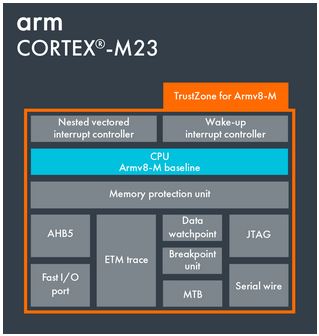 arm
CORTEX®-M23
TrustZone for Armv8-M
Nested vectored
interrupt controller
Wake-up
interrupt controller
CPU
Armv8-M baseline
Memory protection unit
AHB5
ETM trace
Data
watchpoint
JTAG
Breakpoint
unit
Fast I/O
port
MTB
Serial wire